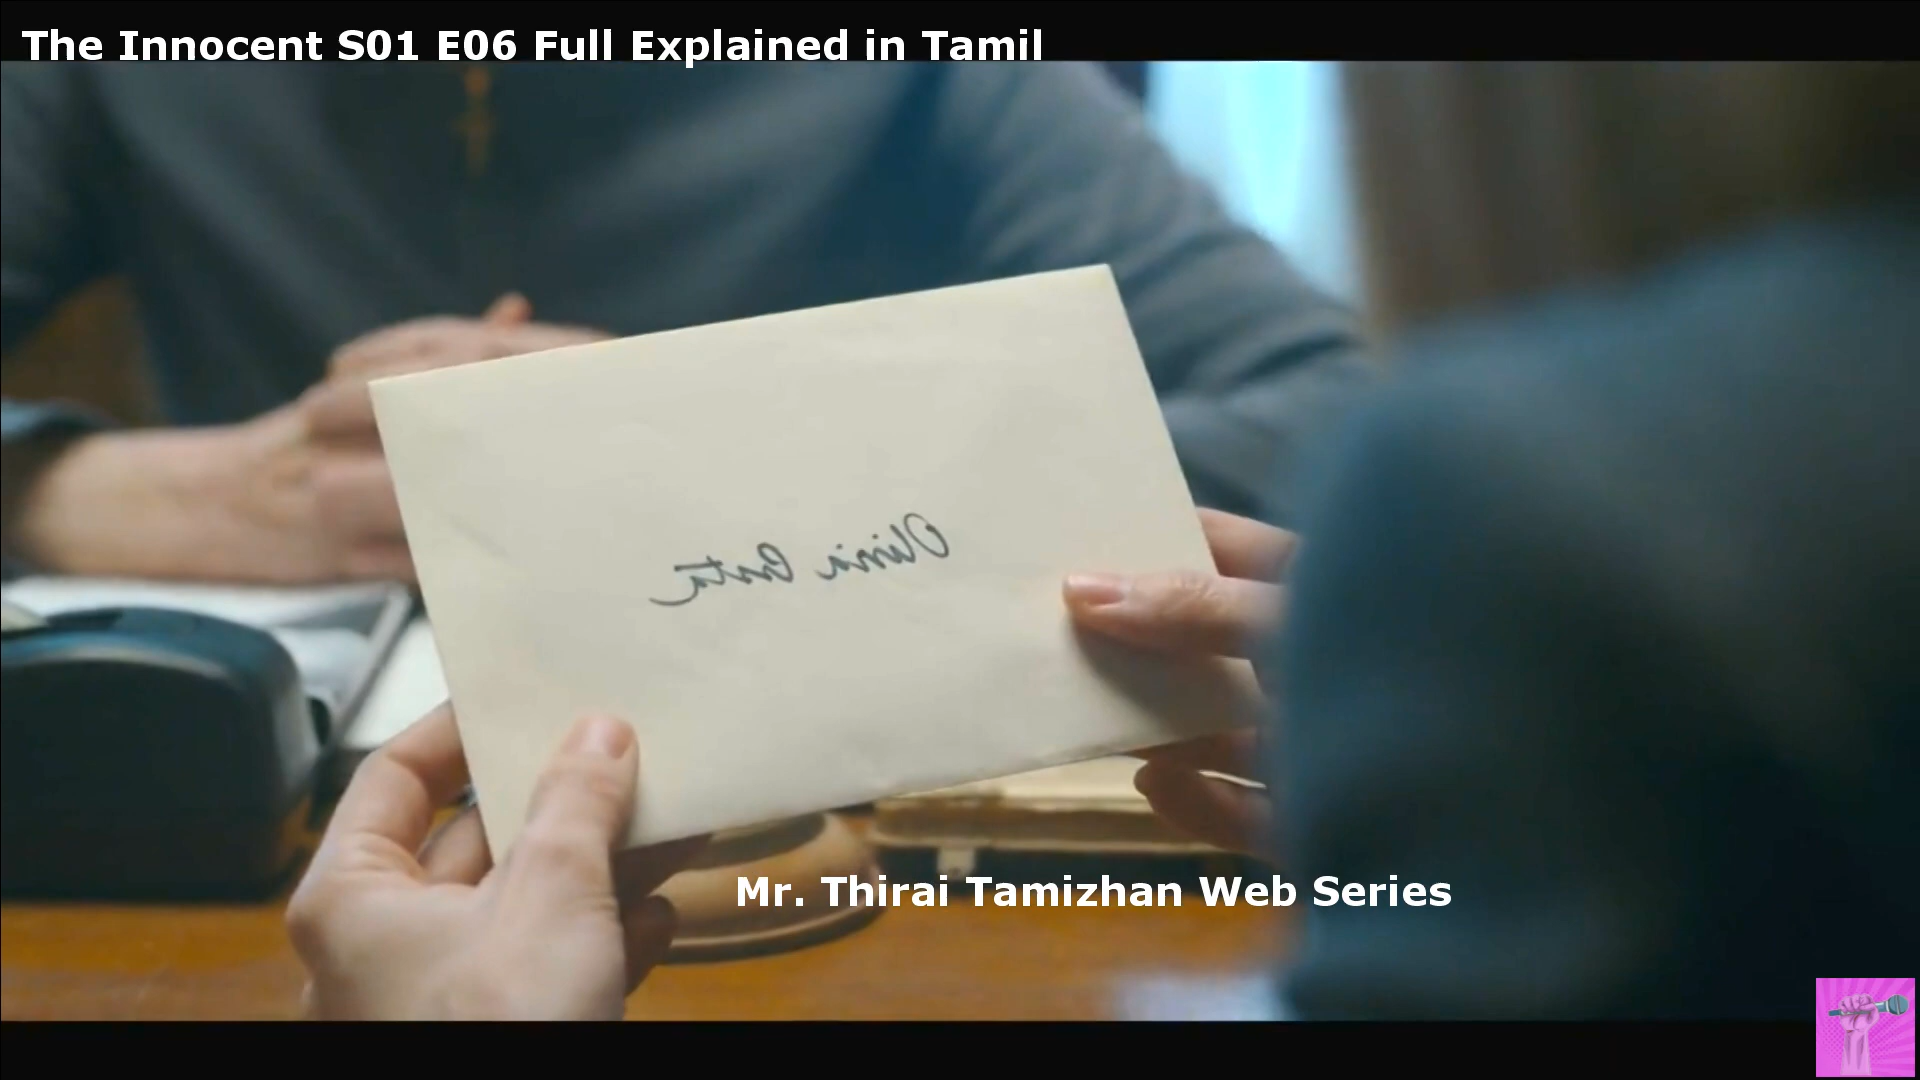 The Innocent S01 E06 Full Explained in Tamil
Olivia Costa
Mr. Thirai Tamizhan Web Series